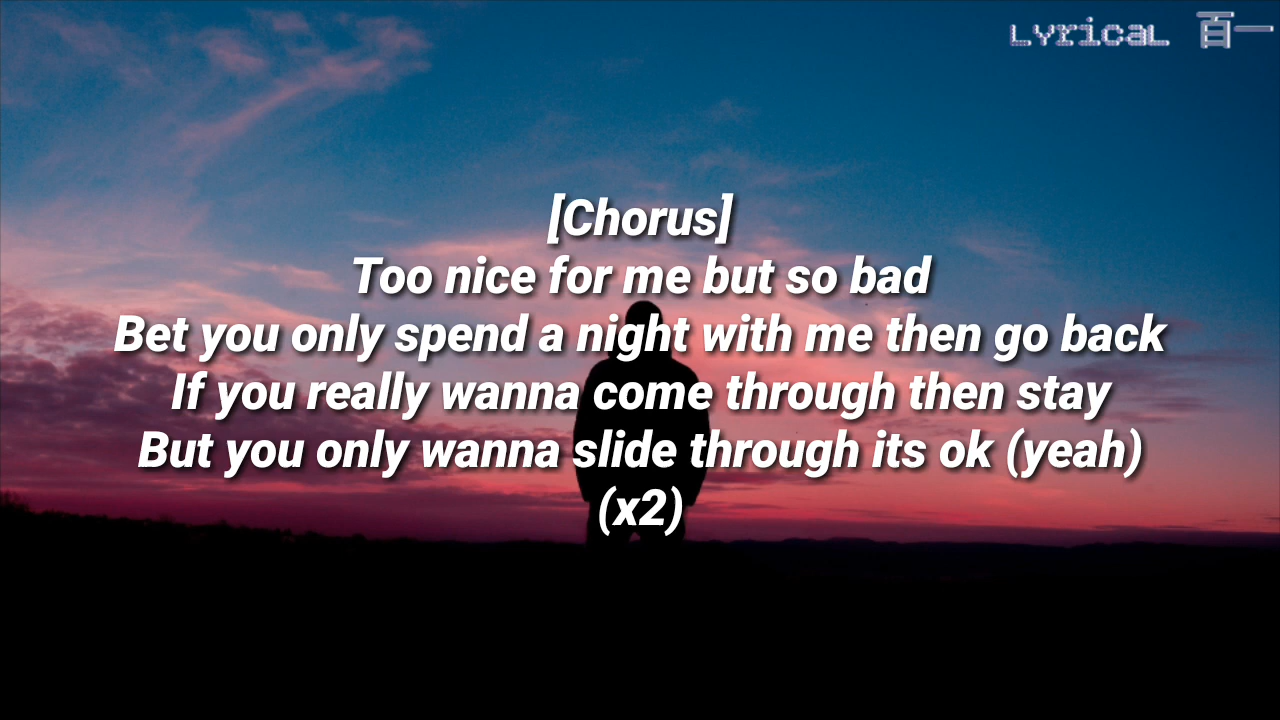 Lyrical 百一
[Chorus]
Too nice for me but so bad
Bet you only spend a night with me then go back
If you really wanna come through then stay
But you only wanna slide through its ok (yeah)
(x2)